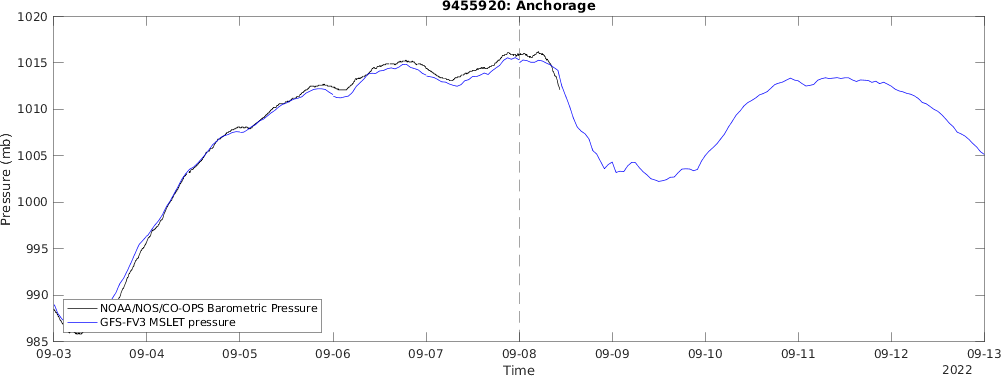 9455920: Anchorage
Pressure (mb)
1020
1015
1010
1005
1000
995
990
985
NOAA/NOS/CO-OPS Barometric Pressure
GFS-FV3 MSLET pressure
09-03 09-04 09-05 09-06 09-07 09-08 09-09 09-10 09-11 09-12 09-13
Time
2022